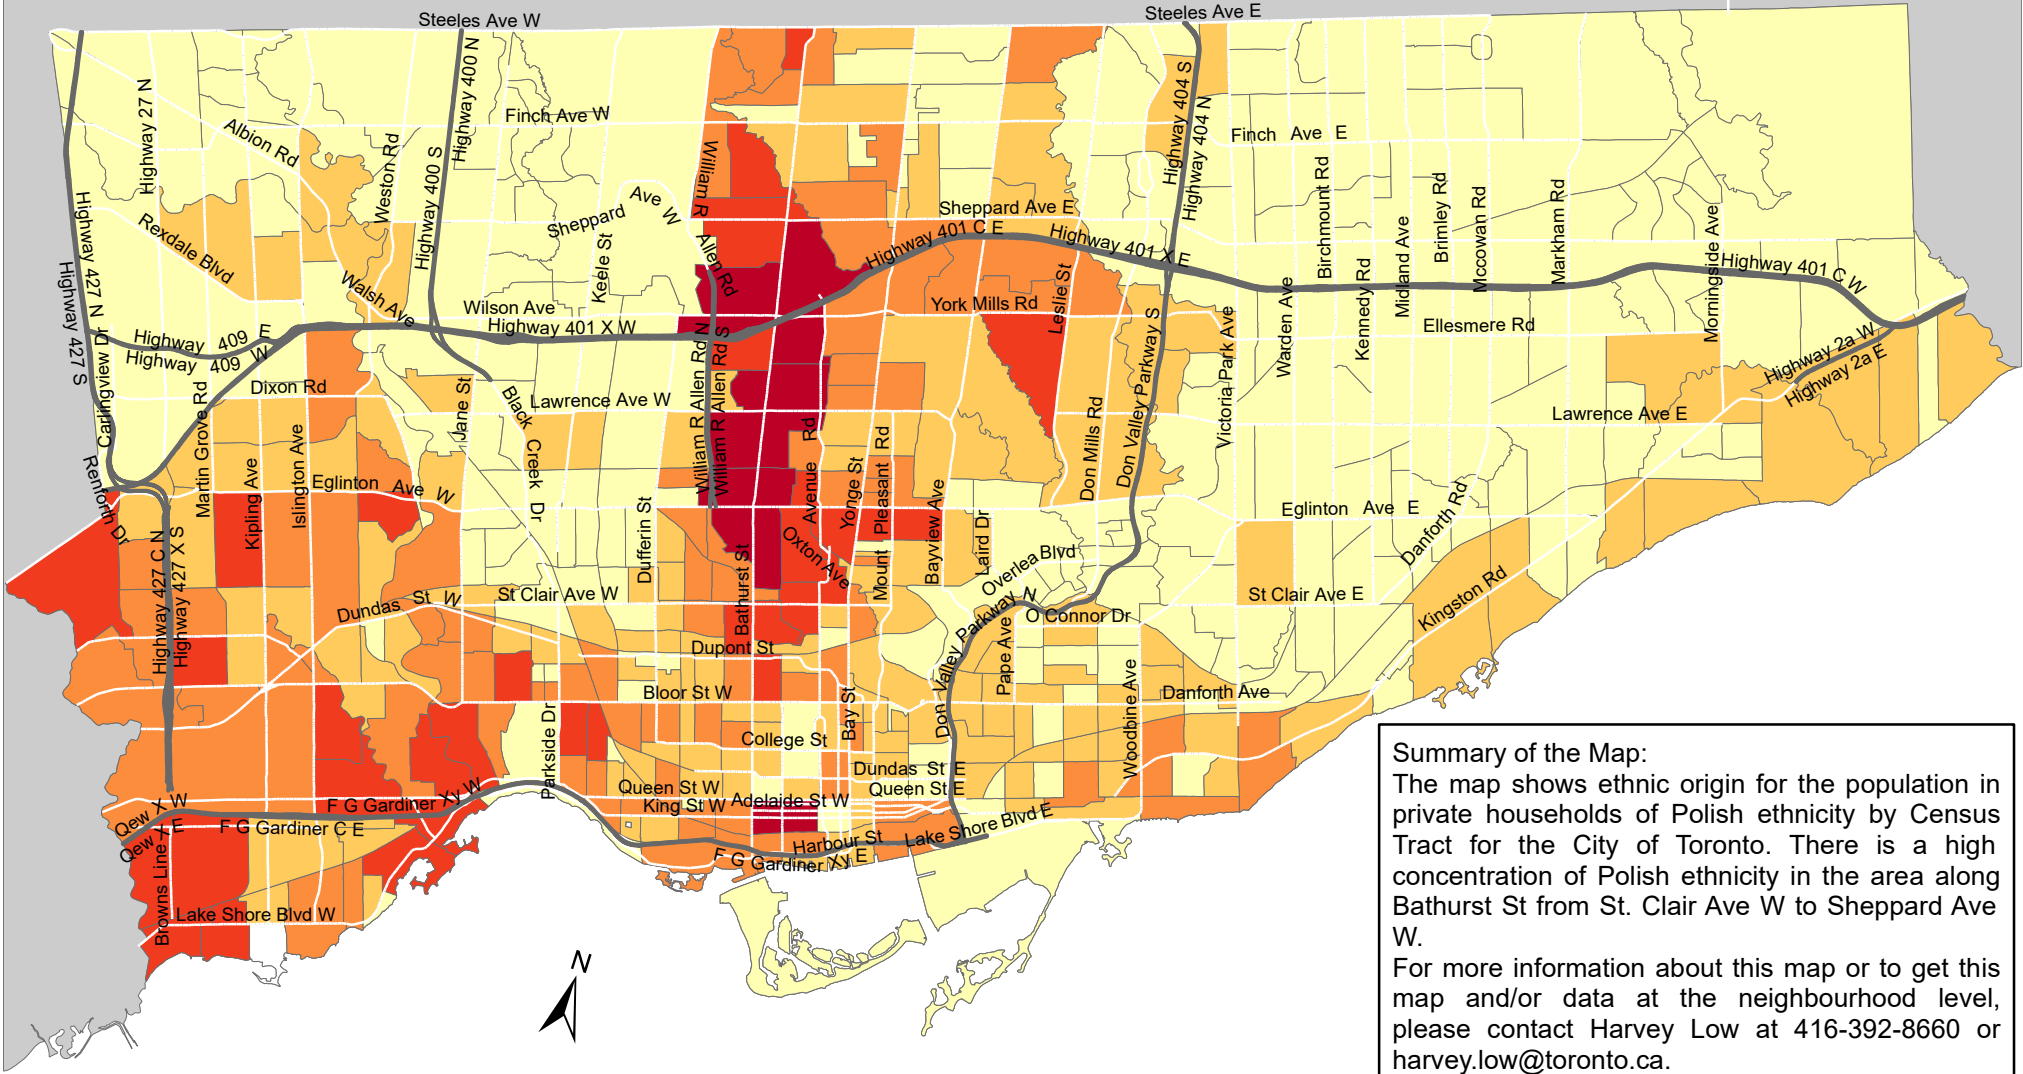 Steeles Ave W
Steeles Ave E
Highway 27 N
Albion Rd
Weston Rd
Highway 400 N
Highway 400 S
Finch Ave W
William R
Allen Rd
Highway 404 S
Highway 404 N
Finch Ave E
Birchmount Rd
Midland Ave
Brimley Rd
Mccowan Rd
Markham Rd
Morningside Ave
Rexdale Blvd
Highway 427 N
Highway 427 S
Sheppard Ave W
Keele St
Sheppard Ave E
Highway 401 C E
Highway 401 X E
Highway 401 C W
Walsh Ave
Wilson Ave
Highway 401 X W
York Mills Rd
Leslie St
Ellesmere Rd
Warden Ave
Kennedy Rd
Highway 409 E
Highway 409 W
Highway 2a W
Highway 2a E
Carlingview Dr
Dixon Rd
Martin Grove Rd
Jane St
Black Creek Dr
Lawrence Ave W
William R Allen Rd N
William R Allen Rd S
Don Valley Parkway S
Victoria Park Ave
Lawrence Ave E
Renforth Dr
Kipling Ave
Islington Ave
Eglinton Ave W
Dufferin St
Avenue Rd
Yonge St
Mount Pleasant Rd
Bayview Ave
Laird Dr
Don Mills Rd
Eglinton Ave E
Danforth Rd
Highway 427 C N
Highway 427 X S
Dundas St W
St Clair Ave W
Bathurst St
Oxton Ave
Overlea Blvd
O Connor Dr
St Clair Ave E
Kingston Rd
Dupont St
Don Valley Parkway N
Pape Ave
Bloor St W
Bay St
Woodbine Ave
Danforth Ave
Parkside Dr
College St
Dundas St E
Queen St W
Queen St E
King St W
Adelaide St W
Qew X W
Qew X E
F G Gardiner Xy W
F G Gardiner C E
Harbour St
Lake Shore Blvd E
F G Gardiner Xy E
Browns Line
Lake Shore Blvd W
N
Summary of the Map:
The map shows ethnic origin for the population in
private households of Polish ethnicity by Census
Tract for the City of Toronto. There is a high
concentration of Polish ethnicity in the area along
Bathurst St from St. Clair Ave W to Sheppard Ave
W.
For more information about this map or to get this
map and/or data at the neighbourhood level,
please contact Harvey Low at 416-392-8660 or
harvey.low@toronto.ca.